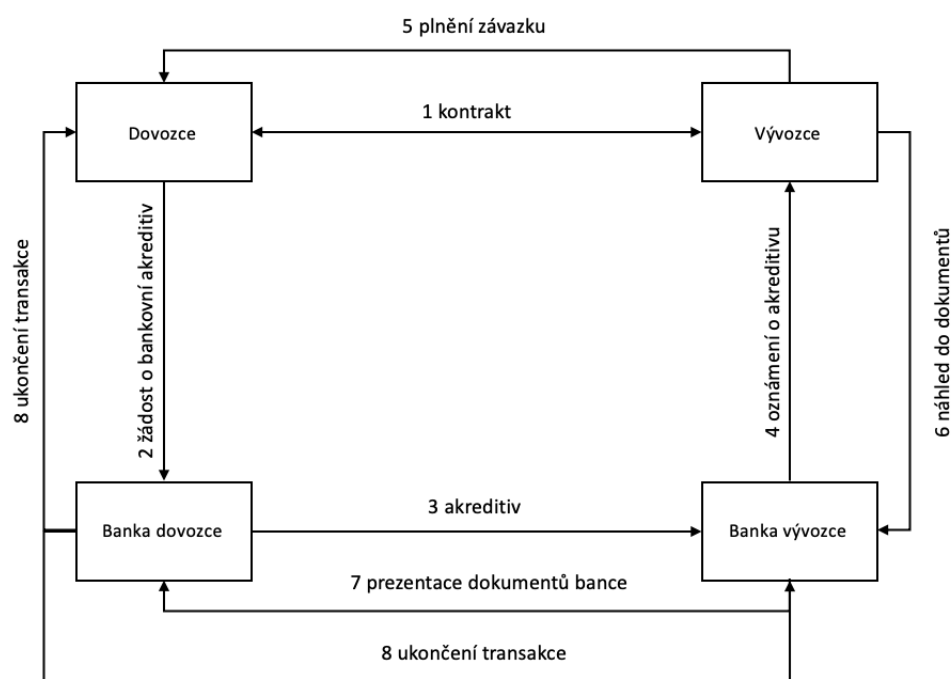 5 plnění závazku
Dovozce
1 kontrakt
Vývozce
8 ukončení transakce
2 žádost o bankovní akreditiv
4 oznámení o akreditivu
6 náhled do dokumentů
Banka dovozce
3 akreditiv
Banka vývozce
7 prezentace dokumentů bance
8 ukončení transakce